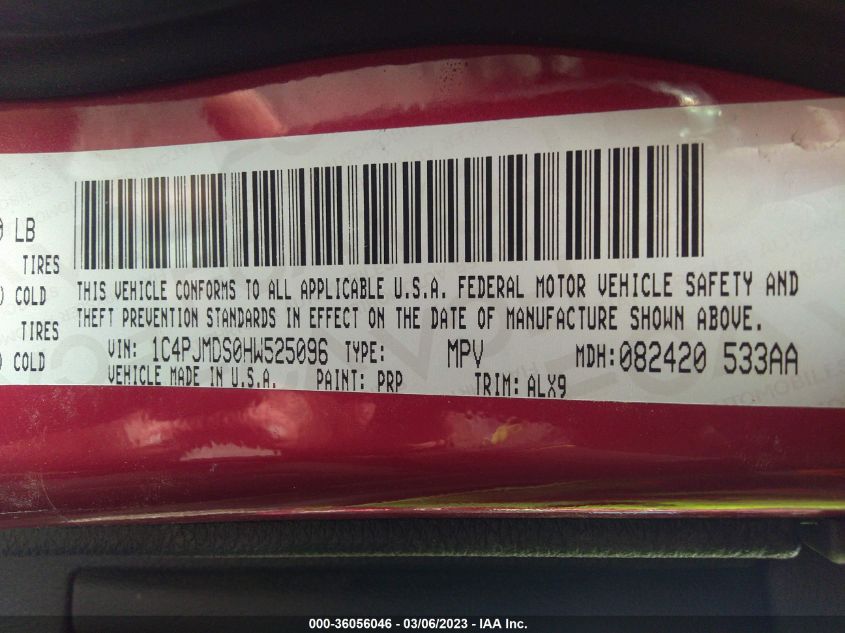 0 LB
TIRES
COLD
TIRES
COLD
THIS VEHICLE CONFORMS TO ALL APPLICABLE U.S.A. FEDERAL MOTOR VEHICLE SAFETY AND
THEFT PREVENTION STANDARDS IN EFFECT ON THE DATE OF MANUFACTURE SHOWN ABOVE.
VIN: 1C4PJMDS0HW525096 TYPE: MPV MDH:082420 533AA
VEHICLE MADE IN U.S.A. PAINT: PRP TRIM: ALX9
000-36056046 - 03/06/2023 - IAA Inc.